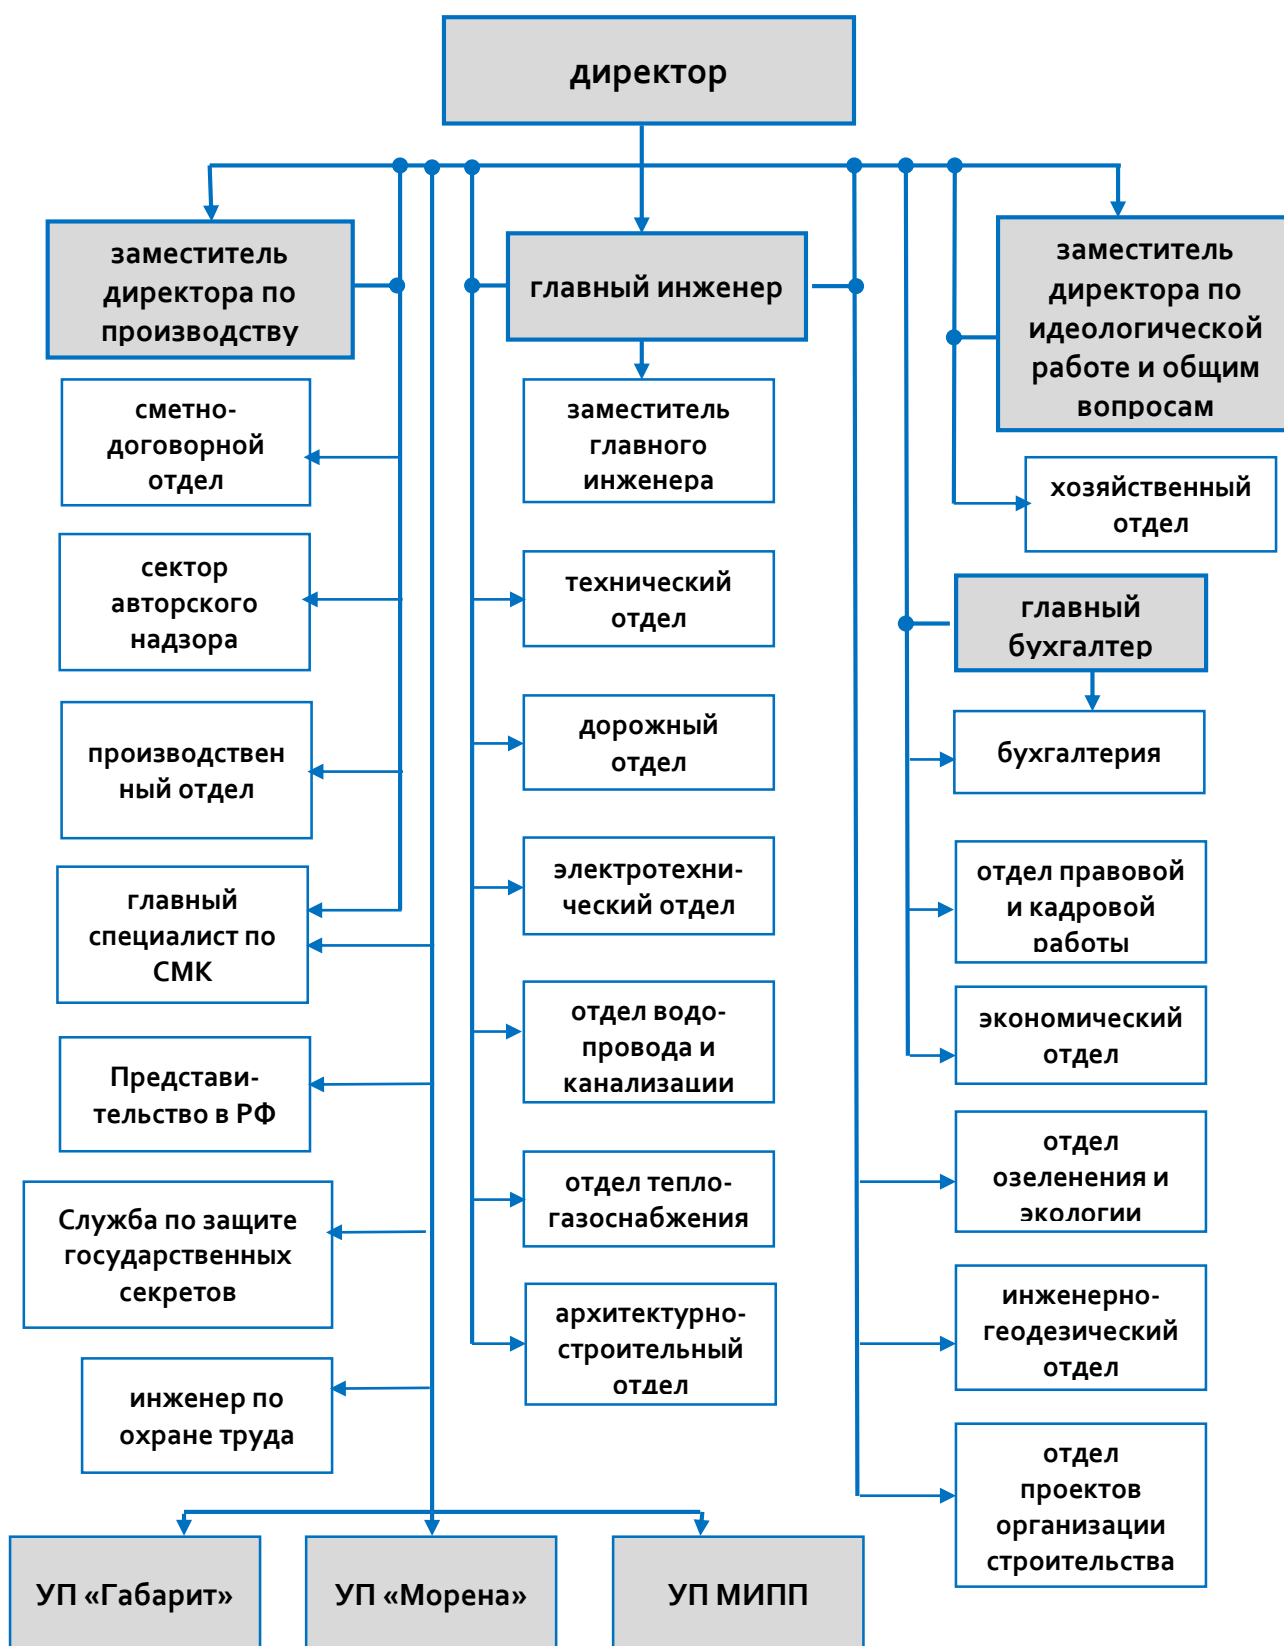 директор
заместитель
директора по
производству
главный инженер
заместитель
директора по
идеологической
работе и общим
вопросам
сметно-
договорной
отдел
сектор
авторского
надзора
производствен
ный отдел
главный
специалист по
СМК
Представи-
тельство в РФ
Служба по защите
государственных
секретов
инженер по
охране труда
заместитель
главного
инженера
технический
отдел
дорожный
отдел
электротехни-
ческий отдел
отдел водо-
провода и
канализации
отдел тепло-
газоснабжения
архитектурно-
строительный
отдел
хозяйственный
отдел
главный
бухгалтер
бухгалтерия
отдел правовой
и кадровой
работы
экономический
отдел
отдел
озеленения и
экологии
инженерно-
геодезический
отдел
отдел
проектов
организации
строительства
УП «Габарит»
УП «Морена»
УП МИПП